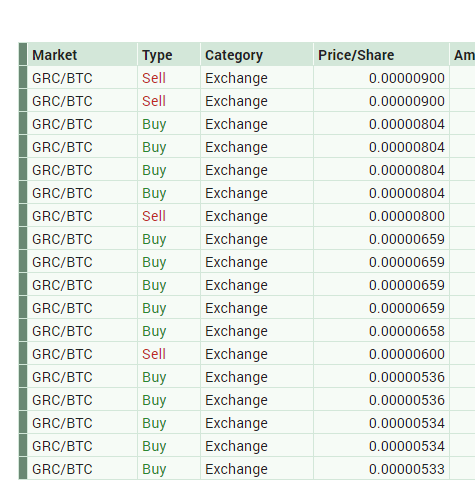 Market Type Category Price/Share Am
GRC/BTC Sell Exchange 0.00000900
GRC/BTC Sell Exchange 0.00000900
GRC/BTC Buy Exchange 0.00000804
GRC/BTC Buy Exchange 0.00000804
GRC/BTC Buy Exchange 0.00000804
GRC/BTC Buy Exchange 0.00000804
GRC/BTC Sell Exchange 0.00000800
GRC/BTC Buy Exchange 0.00000659
GRC/BTC Buy Exchange 0.00000659
GRC/BTC Buy Exchange 0.00000659
GRC/BTC Buy Exchange 0.00000659
GRC/BTC Buy Exchange 0.00000658
GRC/BTC Sell Exchange 0.00000600
GRC/BTC Buy Exchange 0.00000536
GRC/BTC Buy Exchange 0.00000536
GRC/BTC Buy Exchange 0.00000534
GRC/BTC Buy Exchange 0.00000534
GRC/BTC Buy Exchange 0.00000533